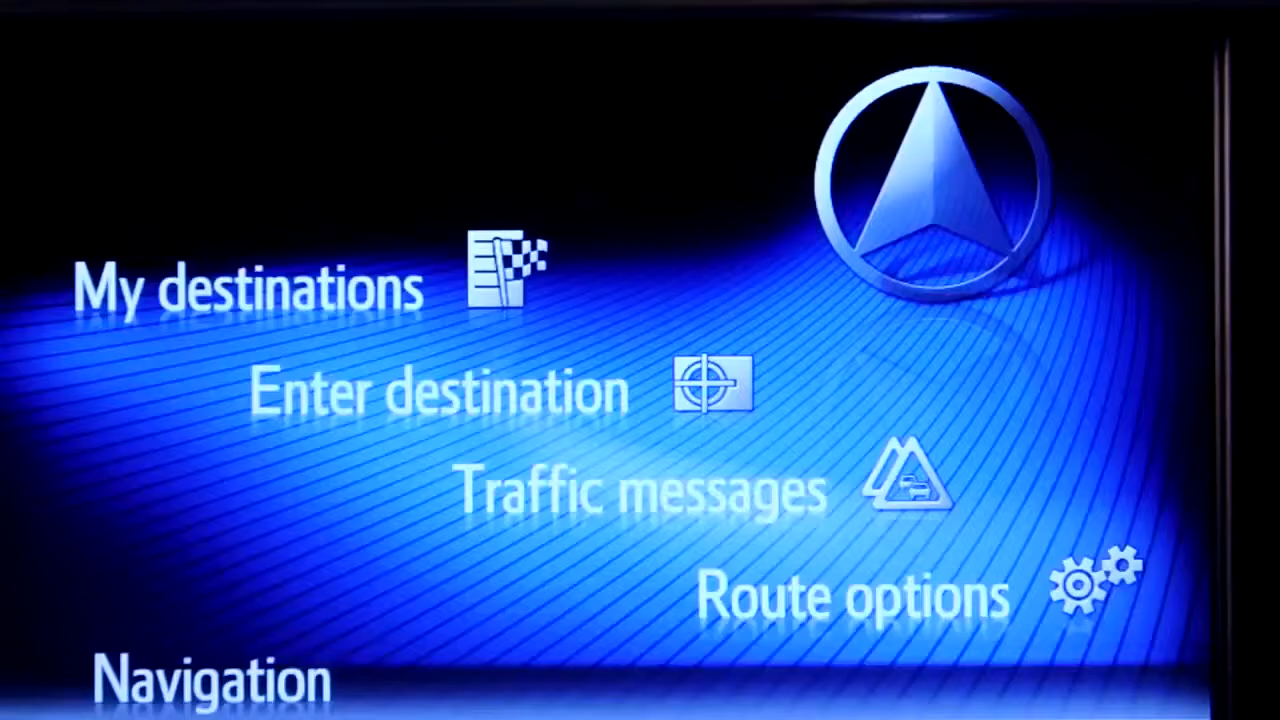 My destinations
Enter destination
Traffic messages
Route options
Navigation